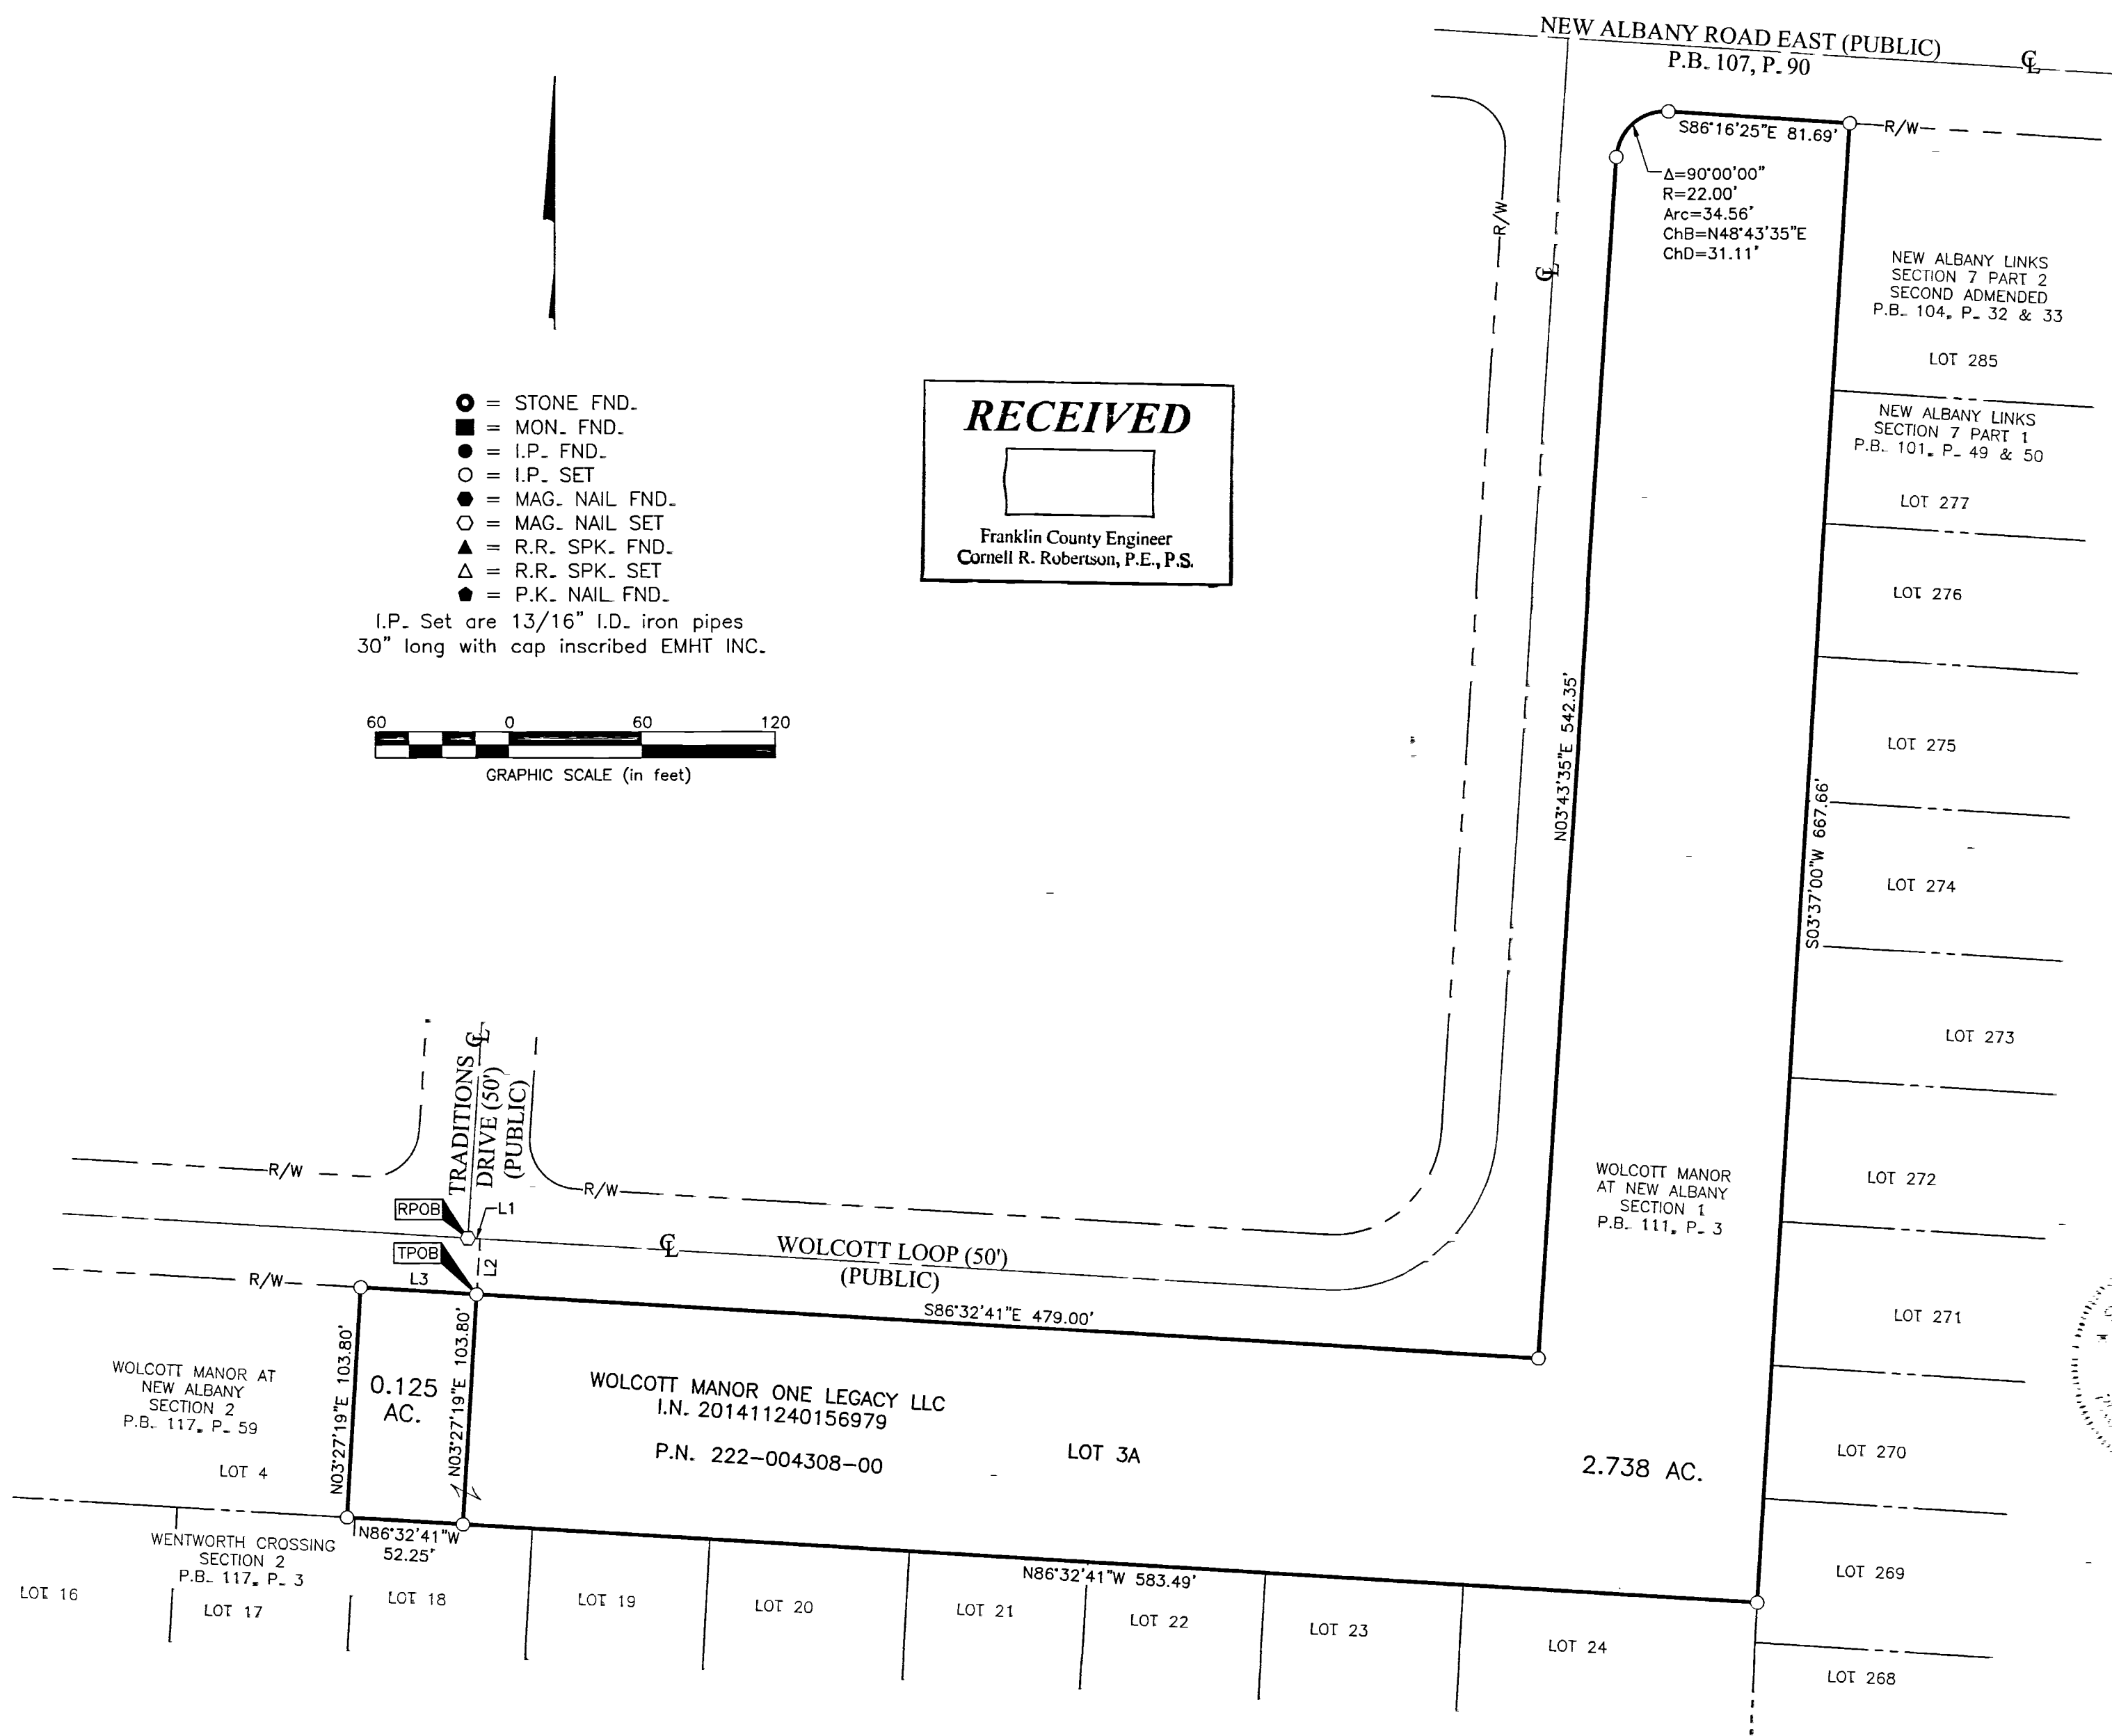 NEW ALBANY ROAD EAST (PUBLIC)
P.B. 107, P. 90
℄
S86°16'25"E 81.69'
R/W
Δ=90°00'00"
R=22.00'
Arc=34.56'
ChB=N48°43'35"E
ChD=31.11'
R/W
℄
NEW ALBANY LINKS
SECTION 7 PART 2
SECOND ADMENDED
P.B. 104, P. 32 & 33
LOT 285
NEW ALBANY LINKS
SECTION 7 PART 1
P.B. 101, P. 49 & 50
LOT 277
LOT 276
LOT 275
LOT 274
LOT 273
LOT 272
LOT 271
LOT 270
LOT 269
LOT 268
= STONE FND.
= MON. FND.
= I.P. FND.
= I.P. SET
= MAG. NAIL FND.
= MAG. NAIL SET
= R.R. SPK. FND.
= R.R. SPK. SET
= P.K. NAIL FND.
I.P. Set are 13/16" I.D. iron pipes
30" long with cap inscribed EMHT INC.
RECEIVED
Franklin County Engineer
Cornell R. Robertson, P.E., P.S.
60 0 60 120
GRAPHIC SCALE (in feet)
N03°43'35"E 542.35'
S03°37'00"W 667.66'
TRADITIONS ℄
DRIVE (50')
(PUBLIC)
R/W
R/W
RPOB
L1
TPOB
L2
L3
R/W
℄
WOLCOTT LOOP (50')
(PUBLIC)
S86°32'41"E 479.00'
WOLCOTT MANOR
AT NEW ALBANY
SECTION 1
P.B. 111, P. 3
WOLCOTT MANOR AT
NEW ALBANY
SECTION 2
P.B. 117, P. 59
LOT 4
N03°27'19"E 103.80'
0.125
AC.
N03°27'19"E 103.80'
WOLCOTT MANOR ONE LEGACY LLC
I.N. 201411240156979
P.N. 222-004308-00
LOT 3A
2.738 AC.
WENTWORTH CROSSING
SECTION 2
P.B. 117, P. 3
N86°32'41"W
52.25'
N86°32'41"W 583.49'
LOT 16
LOT 17
LOT 18
LOT 19
LOT 20
LOT 21
LOT 22
LOT 23
LOT 24